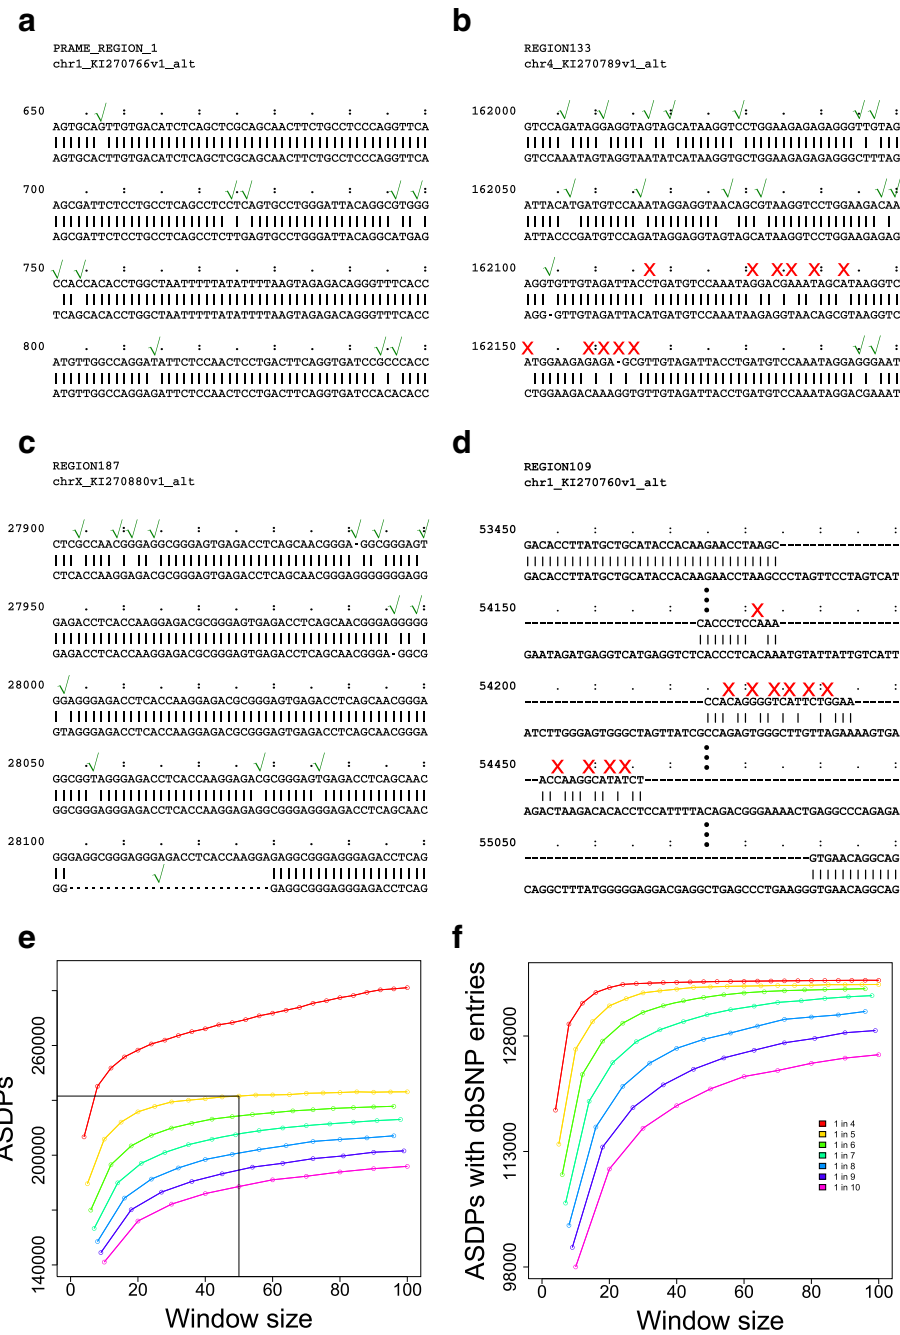 a
PRAME_REGION_1
chr1_KI270766v1_alt
650 . : . : . : . : . :
AGTGCAGTTGTGACATCTCAGCTCGCAGCAACTTCTGCCTCCCAGGTTCA
AGTGCACTTGTGACATCTCAGCTCGCAGCAACTTCTGCCTCCCAGGTTCA
700 . : . : . : . : . :
AGCGATTCTCCTGCCTCAGCCTCCTCAGTGCCTGGGATTACAGGCGTGGG
AGCGATTCTCCTGCCTCAGCCTCTTGAGTGCCTGGGATTACAGGCATGAG
750 . : . : . : . : . :
CCACCACACCTGGCTAATTTTTATATTTTTAAGTAGAGACAGGGTTTCACC
TCAGCACACCTGGCTAATTTTTATATTTTTAAGTAGAGACAGGGTTTCACC
800 . : . : . : . : . :
ATGTTGGCCAGGATATTCTCCAACTCCTGACTTCAGGTGATCCGCCCACC
ATGTTGGCCAGGAGATTCTCCAACTCCTGACTTCAGGTGATCCACACACC
b
REGION133
chr4_KI270789v1_alt
162000 . : . : . : . : . :
GTCCAGATAGGAGGTAGTAGCATAAGGTCCTGGAAGAGAGAGGGTTGTAG
GTCCAAATAGTAGGTAATATCATAAGGTGCTGGAAGAGAGAGGGCTTTAG
162050 . : . : . : . : . :
ATTACATGATGTCCAAATAGGAGGTAACAGCGTAAGGTCCTGGAAGACAA
ATTACCCGATGTCCAGATAGGAGGTAGTAGCATAAGGTCCTGGAAGAGAG
162100 . : . : . : . : . :
AGGTGTTGTAGATTACCTGATGTCCAAATAGGACGAAATAGCATAAGGTC
AGG-GTTGTAGATTACATGATGTCCAAATAAGAGGTAACAGCGTAAGGTC
162150 . : . : . : . : . :
ATGGAAGAGAGAGA-GCGTTGTAGATTACCTGATGTCCAAATAGGAGGGAAT
CTGGAAGACAAAGGTGTTGTAGATTACCTGATGTCCAAATAGGACGAAAT
c
REGION187
chrX_KI270880v1_alt
27900 . : . : . : . : . :
CTCGCCAACGGGAGGCGGGAGTGAGACCTCAGCAACGGGA-GGCGGGAGT
CTCACCAAGGAGACGCGGGAGTGAGACCTCAGCAACGGGAGGGGGGGAGG
27950 . : . : . : . : . :
GAGACCTCACCAAGGAGACGCGGGAGTGAGACCTCAGCAACGGGAGGGGG
GAGACCTCACCAAGGAGACGCGGGAGTGAGACCTCAGCAACGGGA-GGCG
28000 . : . : . : . : . :
GGAGGGAGACCTCACCAAGGAGACGCGGGAGTGAGACCTCAGCAACGGGA
GTAGGGAGACCTCACCAAGGAGACGCGGGAGTGAGACCTCAGCAACGGGA
28050 . : . : . : . : . :
GGCGGTAGGGAGACCTCACCAAGGAGACGCGGGAGTGAGACCTCAGCAAC
GGCGGGAGGGAGACCTCACCAAGGAGAGGCGGGAGGGAGACCTCAGCAAC
28100 . : . : . : . : . :
GGGAGGCGGGAGGGAGACCTCACCAAGGAGAGGCGGGAGGGAGACCTCAG
GG---------------------------GAGGCGGGAGGGAGACCTCAG
d
REGION109
chr1_KI270760v1_alt
53450 . : . : . : . : . :
GACACCTTATGCTGCATACCACAAGAACCTAAGC----------------
GACACCTTATGCTGCATACCACAAGAACCTAAGCCCTAGTTCCTAGTCAT
54150 . : . : . : . : . :
-----------------------CACCCTCCAAA----------------
GAATAGATGAGGTCATGAGGTCTCACCCTCACAAATGTATTATTGTCATT
54200 . : . : . : . : . :
------------------------CCACAGGGGTCATTCTGGAA------
ATCTTGGGAGTGGGCTAGTTATCGCCAGAGTGGGCTTGTTAGAAAAGTGA
54450 . : . : . : . : . :
--ACCAAGGCATATCT----------------------------------
AGACTAAGACACACCTCCATTTTACAGACGGGAAAACTGAGGCCCAGAGA
55050 . : . : . : . : . :
--------------------------------------GTGAACAGGCAG
CAGGCTTTATGGGGGAGGACGAGGCTGAGCCCTGAAGGGTGAACAGGCAG
e
ASDPs
260000
200000
140000
0 20 40 60 80 100
Window size
f
ASDPs with dbSNP entries
128000
113000
98000
1 in 4
1 in 5
1 in 6
1 in 7
1 in 8
1 in 9
1 in 10
0 20 40 60 80 100
Window size